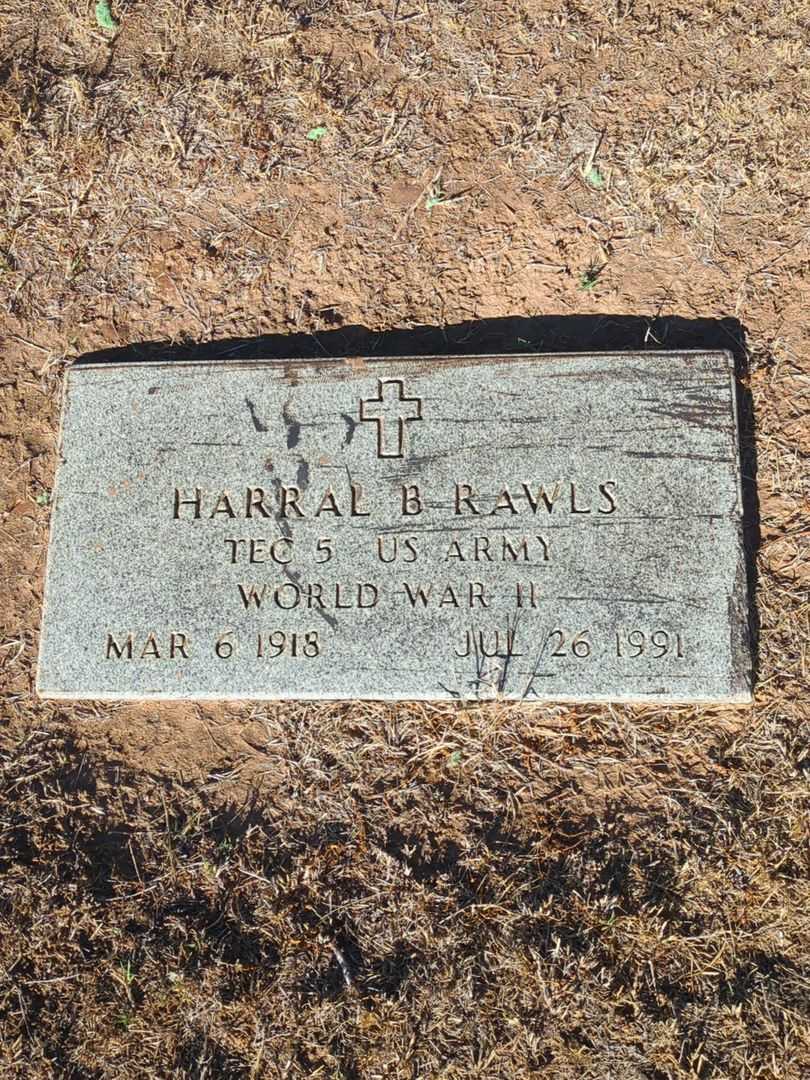 HARRAL B RAWLS
TEC 5 US ARMY
WORLD WAR II
MAR 6 1918 JUL 26 1991